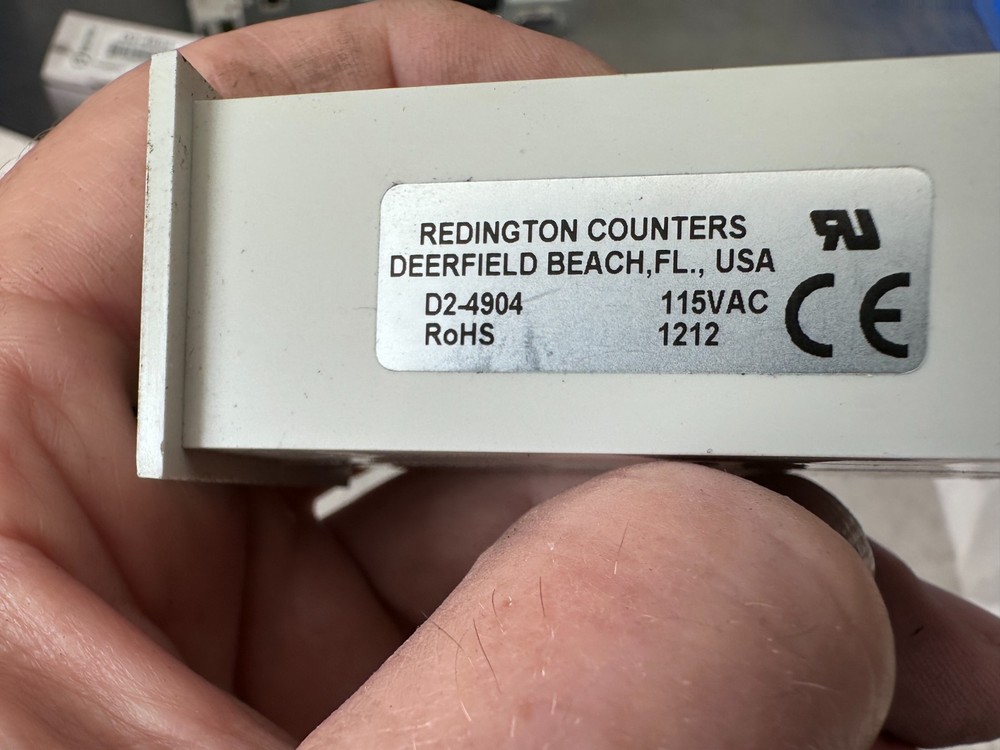 REDINGTON COUNTERS
DEERFIELD BEACH,FL., USA
D2-4904 115VAC
RoHS 1212
CE